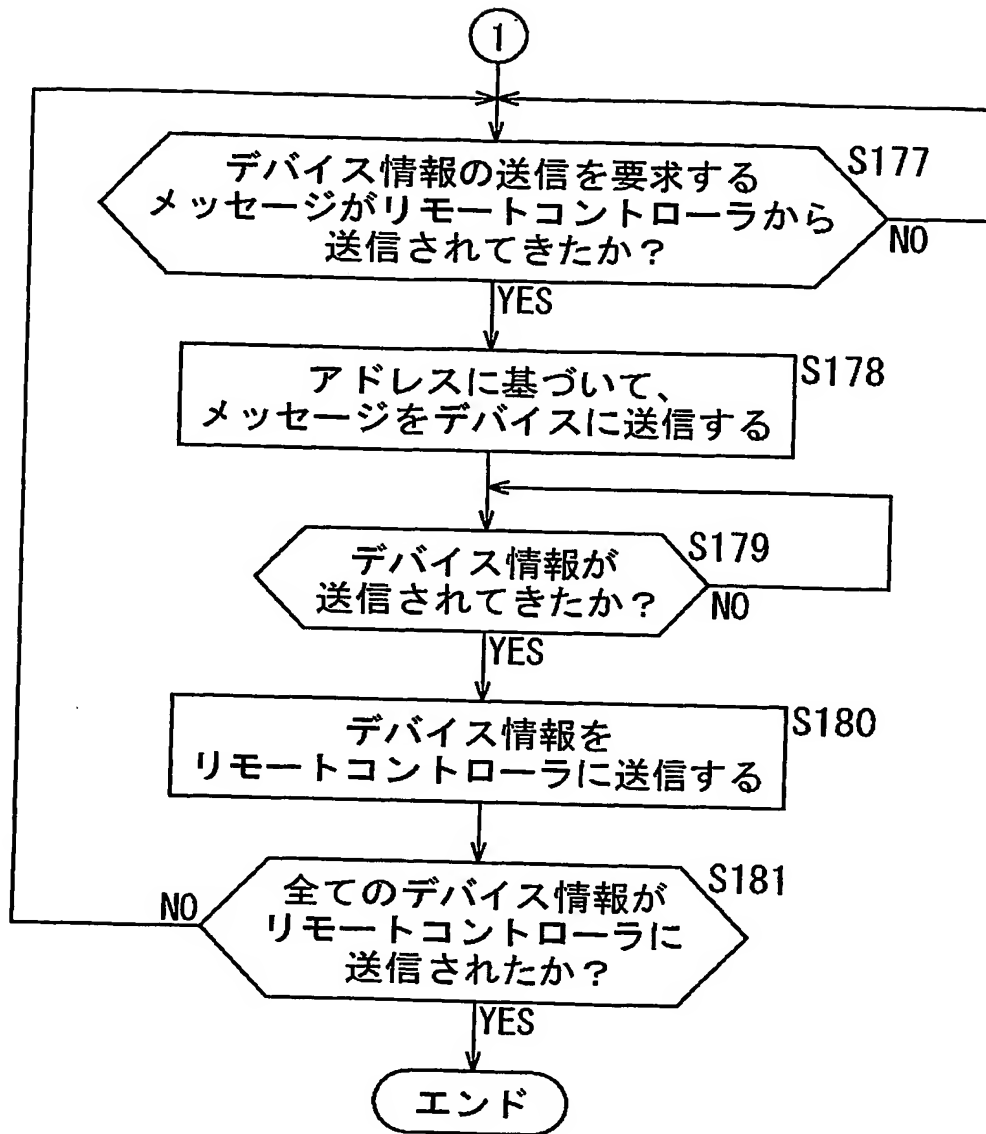 1
デバイス情報の送信を要求する
メッセージがリモートコントローラから
送信されてきたか?
S177
NO
YES
アドレスに基づいて、
メッセージをデバイスに送信する
S178
デバイス情報が
送信されてきたか?
S179
NO
YES
デバイス情報を
リモートコントローラに送信する
S180
全てのデバイス情報が
リモートコントローラに
送信されたか?
S181
NO
YES
エンド